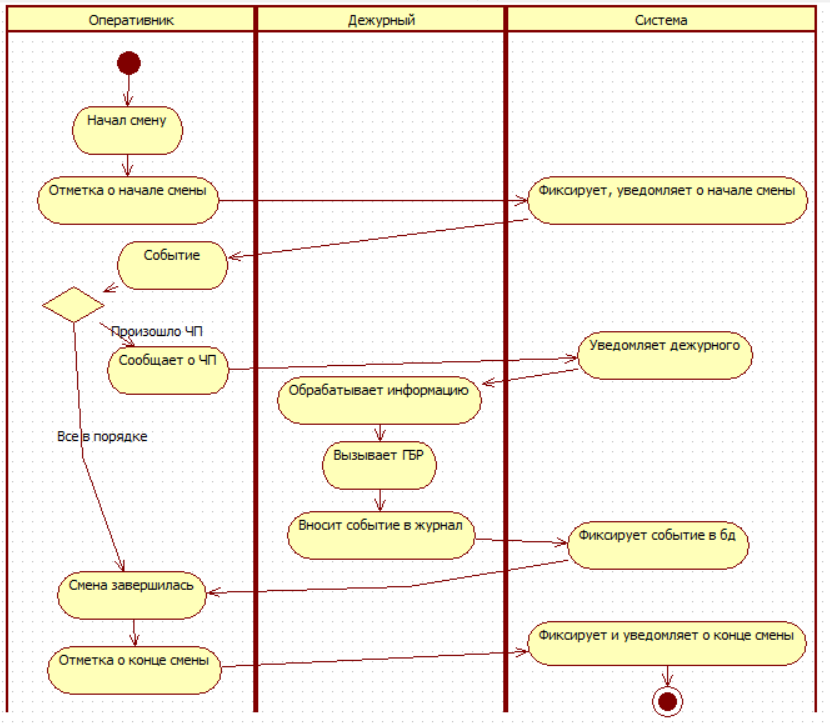 Оперативник
Дежурный
Система
Начал смену
Отметка о начале смены
Фиксирует, уведомляет о начале смены
Событие
Произошло ЧП
Сообщает о ЧП
Уведомляет дежурного
Обрабатывает информацию
Все в порядке
Вызывает ГБР
Вносит событие в журнал
Фиксирует событие в бд
Смена завершилась
Отметка о конце смены
Фиксирует и уведомляет о конце смены